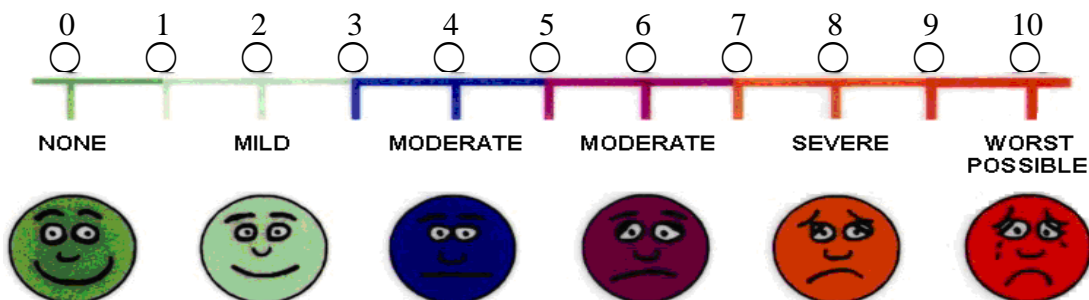 0 1 2 3 4 5 6 7 8 9 10
NONE MILD MODERATE MODERATE SEVERE WORST
POSSIBLE